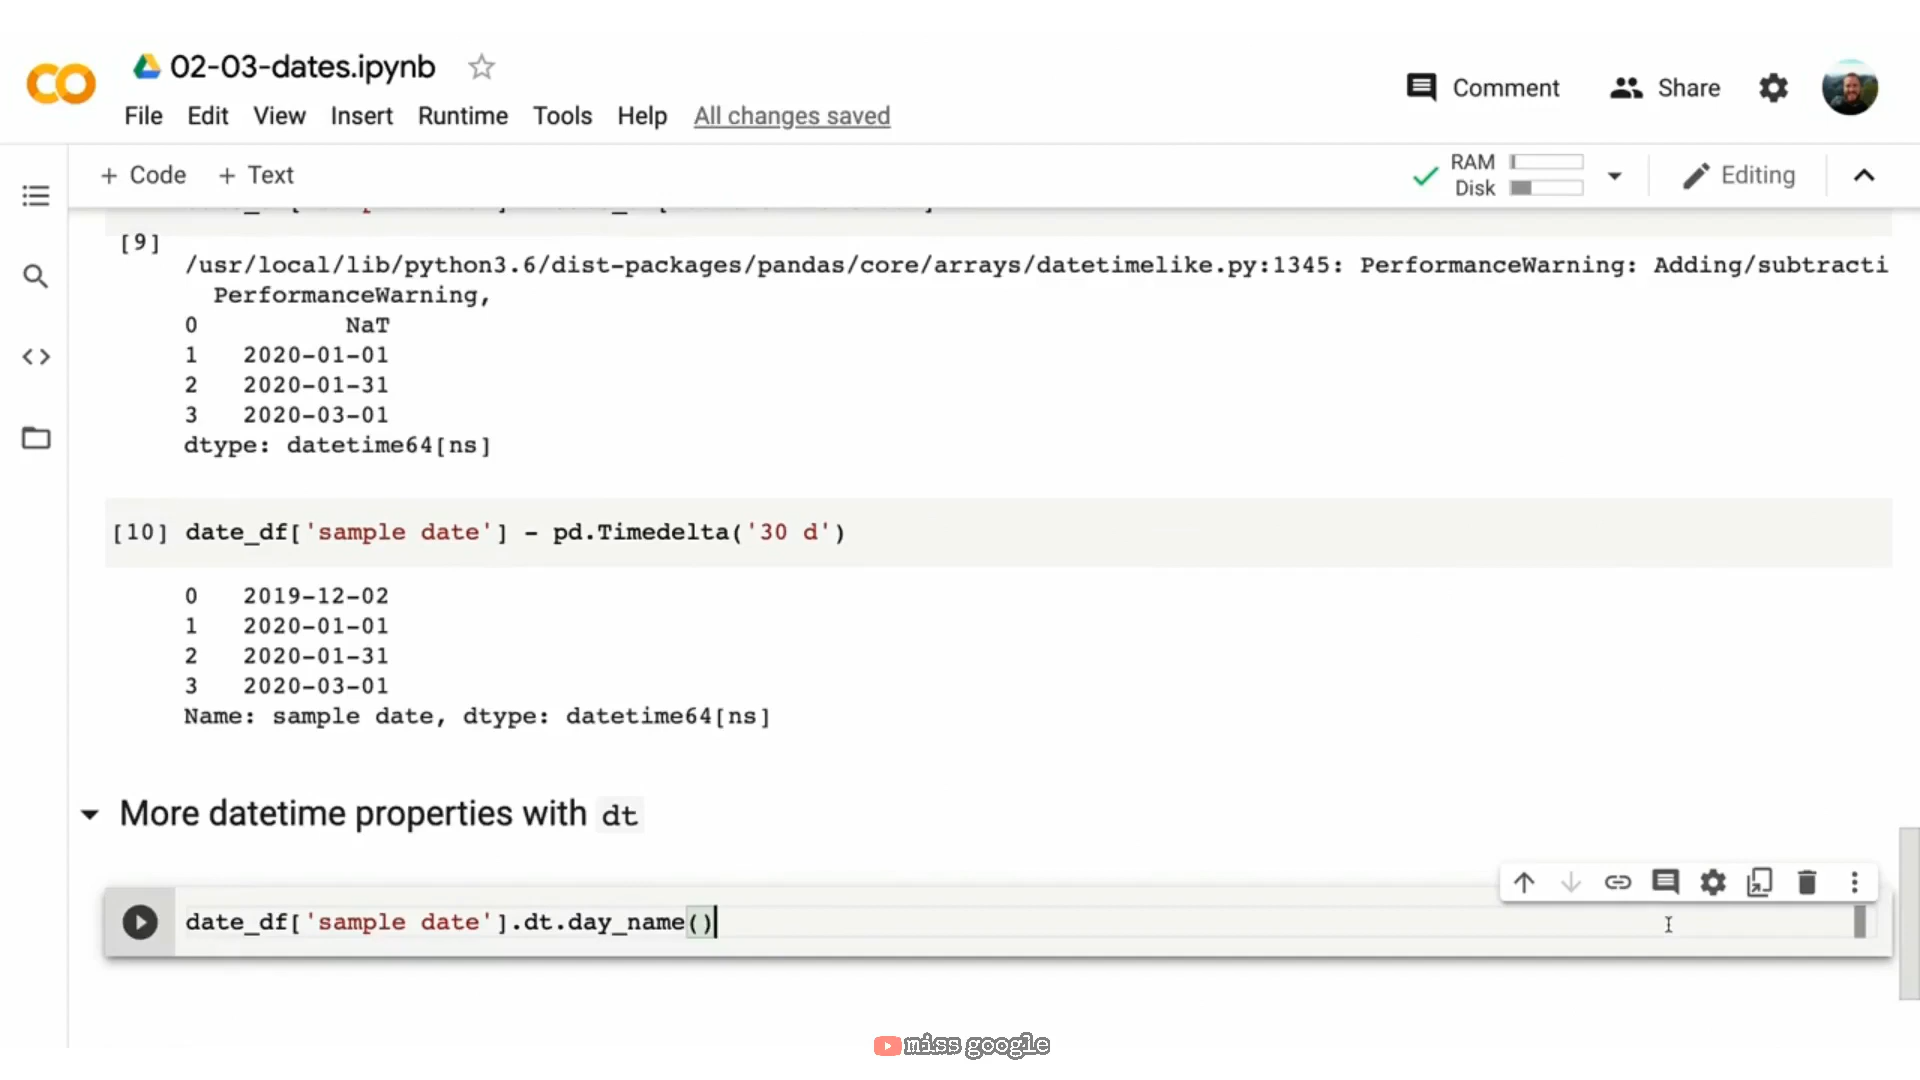 02-03-dates.ipynb
Comment
Share
File Edit View Insert Runtime Tools Help All changes saved
+ Code + Text
RAM
Disk
Editing
[9]
/usr/local/lib/python3.6/dist-packages/pandas/core/arrays/datetimelike.py:1345: PerformanceWarning: Adding/subtracti
PerformanceWarning,
0 NaT
1 2020-01-01
2 2020-01-31
3 2020-03-01
dtype: datetime64[ns]
[10] date_df['sample date'] - pd.Timedelta('30 d')
0 2019-12-02
1 2020-01-01
2 2020-01-31
3 2020-03-01
Name: sample date, dtype: datetime64[ns]
More datetime properties with dt
date_df['sample date'].dt.day_name()
miss google